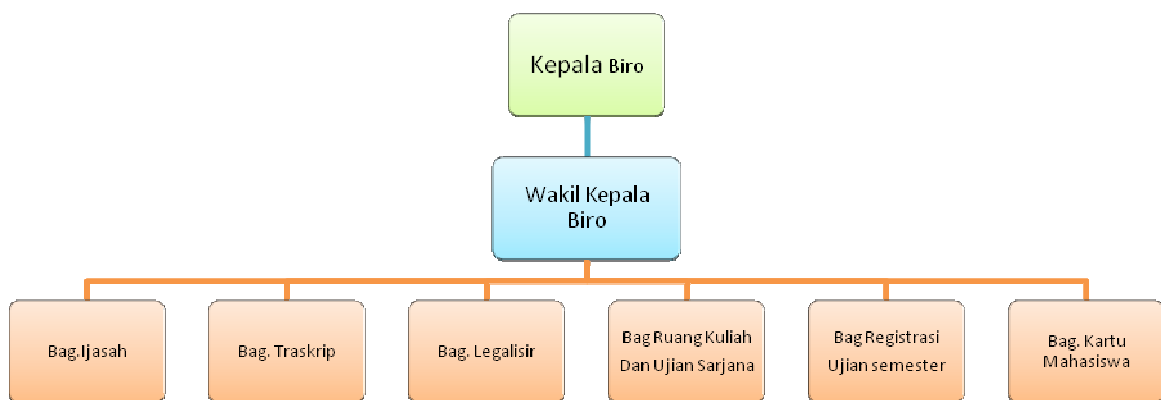 Kepala Biro
Wakil Kepala
Biro
Bag.Ijasah
Bag. Traskrip
Bag. Legalisir
Bag Ruang Kuliah
Dan Ujian Sarjana
Bag Registrasi
Ujian semester
Bag. Kartu
Mahasiswa